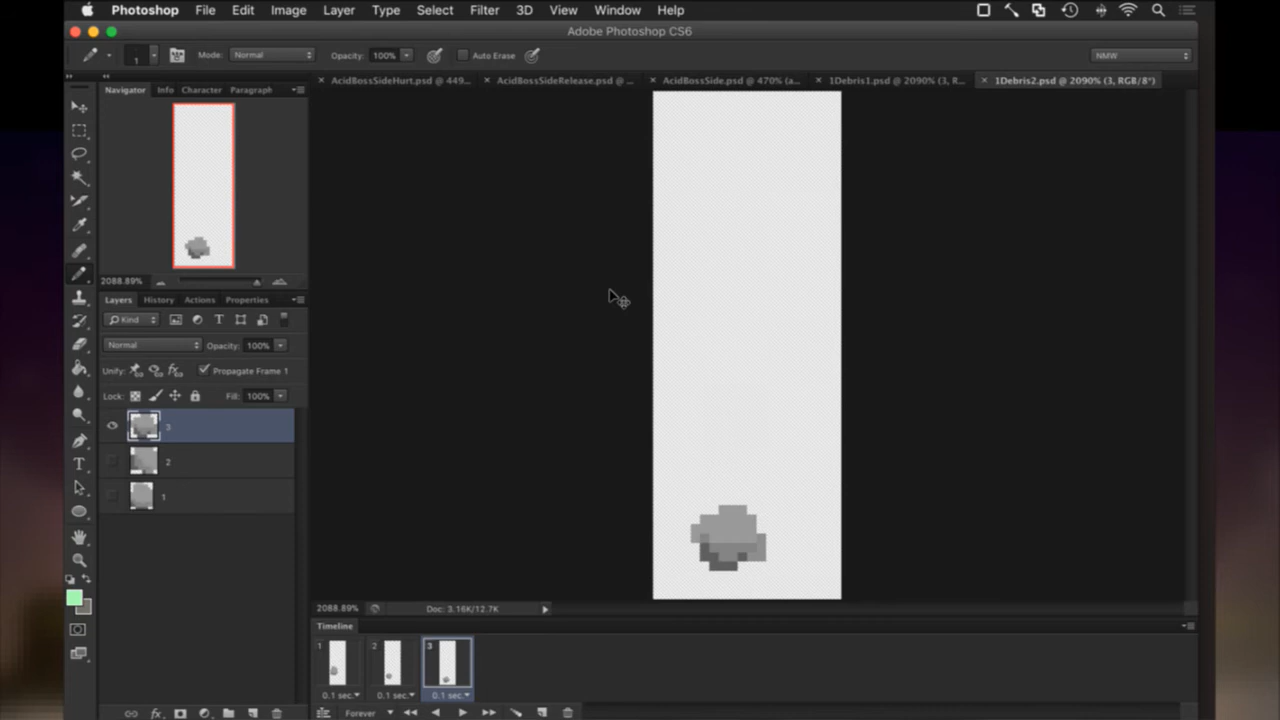 Photoshop File Edit Image Layer Type Select Filter 3D View Window Help
Adobe Photoshop CS6
1 Mode: Normal Opacity: 100% Auto Erase NMW
AcidBossSideHurt.psd @ 449... AcidBossSideRelease.psd @ ... AcidBossSide.psd @ 470% (a... 1Debris1.psd @ 2090% (3, R... 1Debris2.psd @ 2090% (3, RGB/8*)
Navigator Info Character Paragraph
2088.89%
Layers History Actions Properties
Kind
Normal Opacity: 100%
Unify: Propagate Frame 1
Lock: Fill: 100%
3
2
1
2088.89% Doc: 3.16K/12.7K
Timeline
1 2 3
0.1 sec. 0.1 sec. 0.1 sec.
Forever